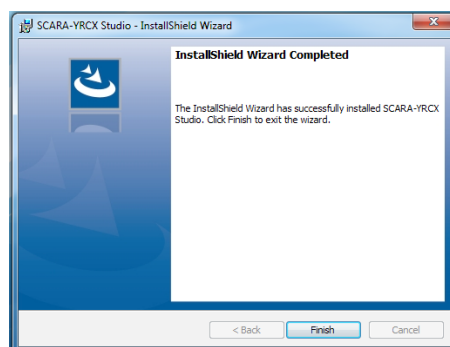 SCARA-YRCX Studio - InstallShield Wizard
InstallShield Wizard Completed
The InstallShield Wizard has successfully installed SCARA-YRCX
Studio. Click Finish to exit the wizard.
< Back
Finish
Cancel